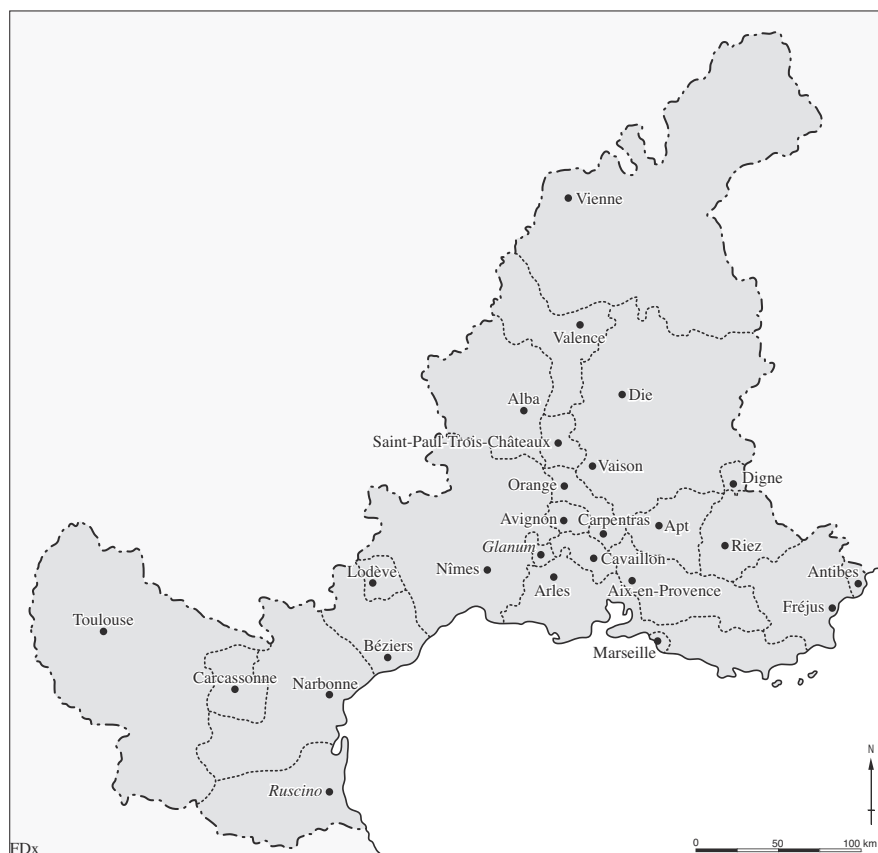 Vienne
Valence
Die
Alba
Saint-Paul-Trois-Châteaux
Vaison
Digne
Orange
Avignon
Carpentras
Apt
Glanum
Riez
Cavaillon
Nîmes
Lodève
Arles
Aix-en-Provence
Antibes
Fréjus
Toulouse
Béziers
Marseille
Carcassonne
Narbonne
N
Ruscino
0 50 100 km
FDx